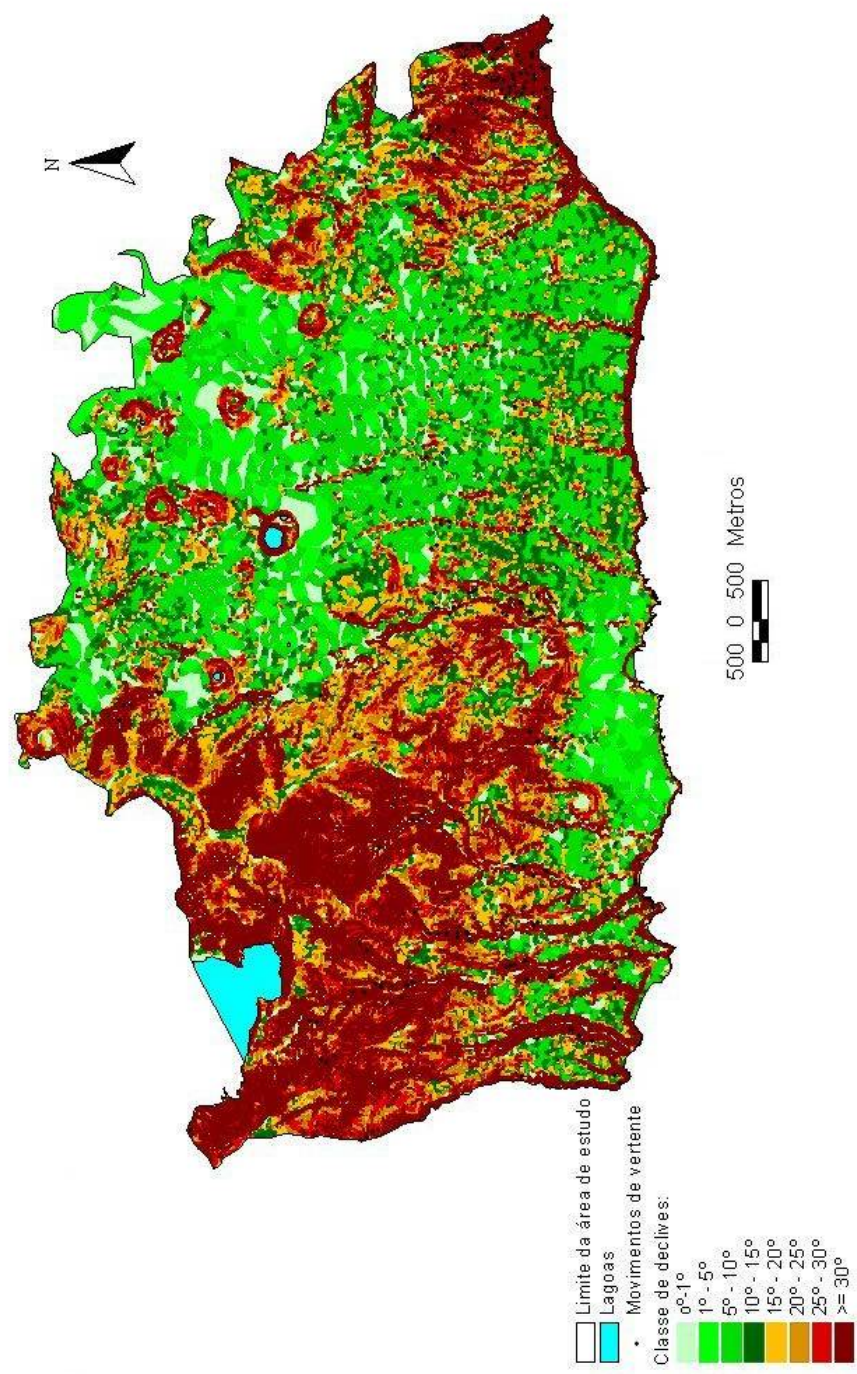 N
500 0 500 Metros
Limite da área de estudo
Lagoas
Movimentos de vertente
Classe de declives:
0º-1º
1º - 5º
5º - 10º
10º - 15º
15º - 20º
20º - 25º
25º - 30º
>= 30º